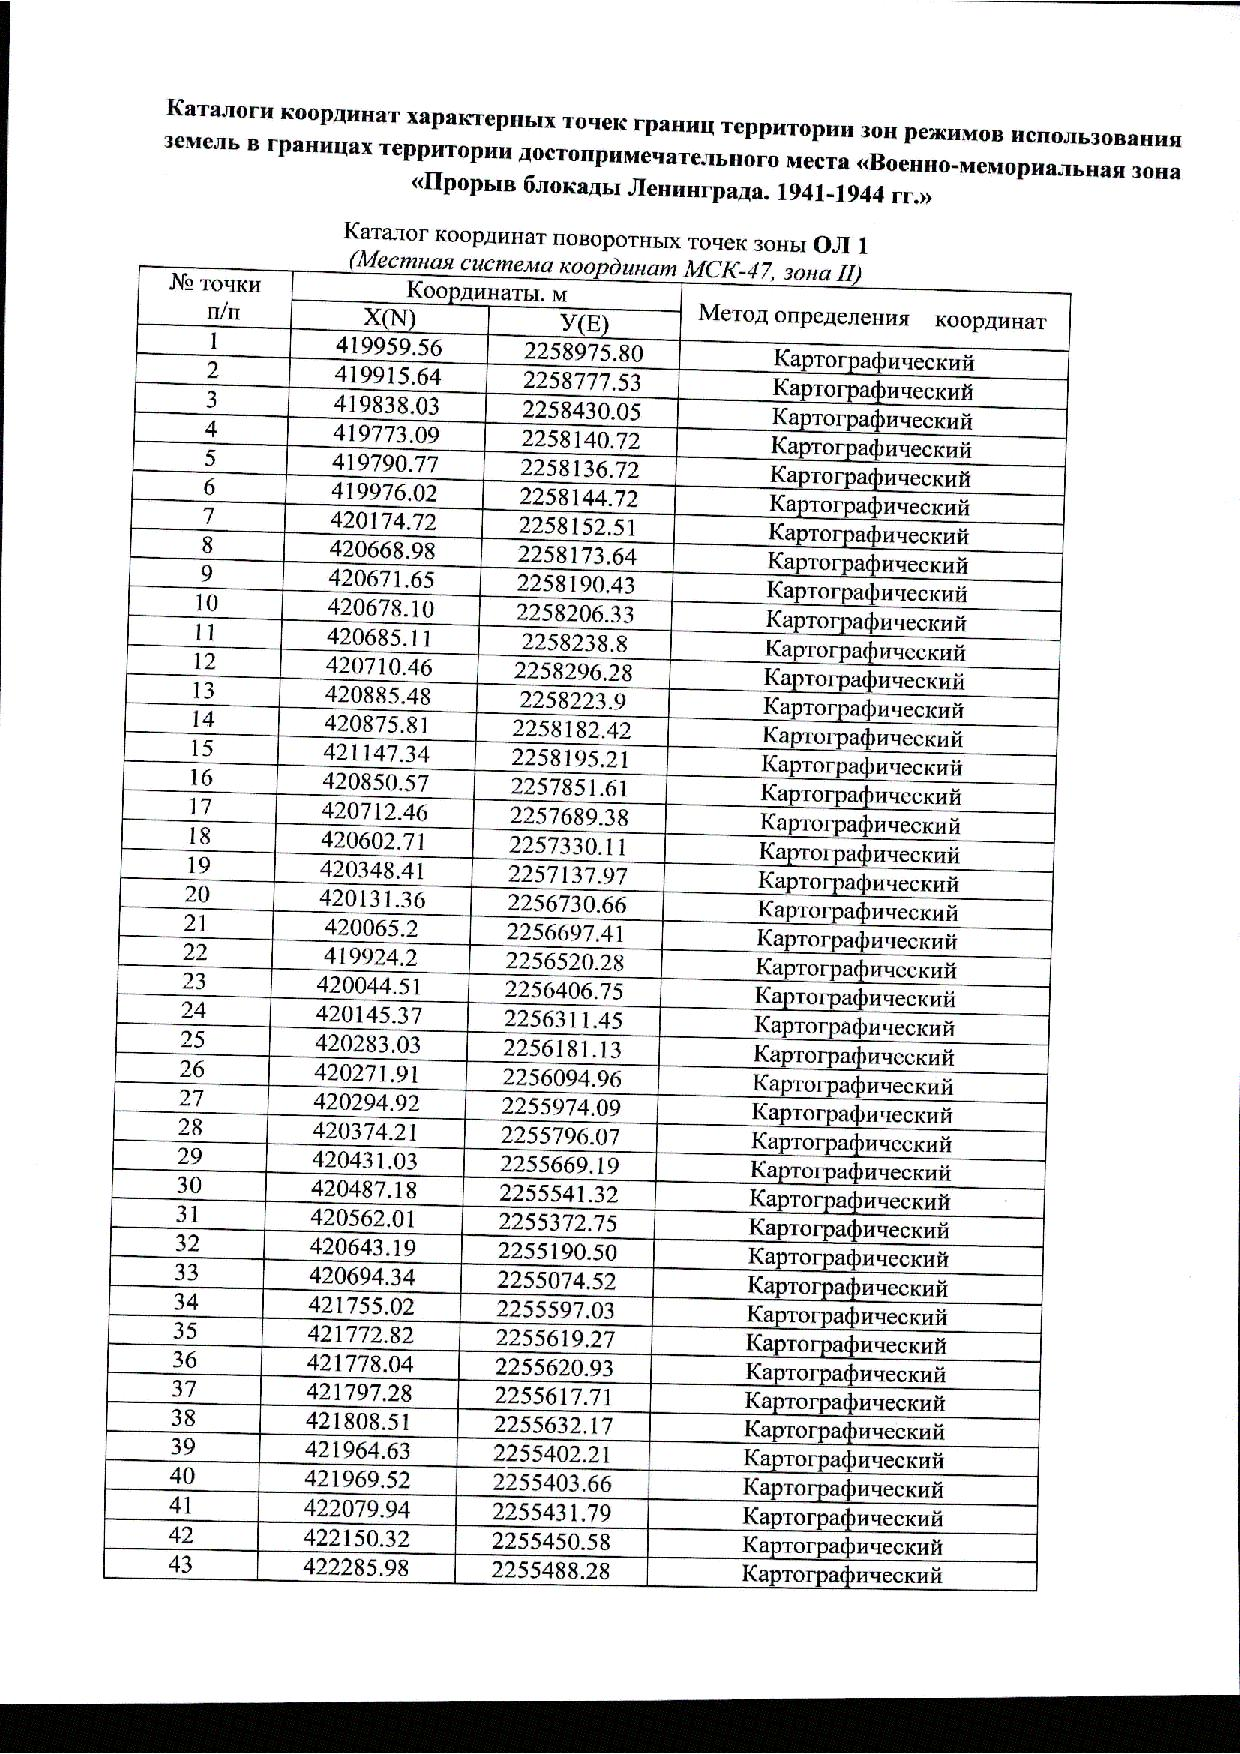 Каталоги координат характерных точек границ территории зон режимов использования
земель в границах территории достопримечательного места «Военно-мемориальная зона
«Прорыв блокады Ленинграда. 1941-1944 гг.»
Каталог координат поворотных точек зоны ОЛ 1
(Местная система координат МСК-47, зона II)
№ точки п/п Координаты. м Метод определения координат
X(N) У(Е)
1 419959.56 2258975.80 Картографический
2 419915.64 2258777.53 Картографический
3 419838.03 2258430.05 Картографический
4 419773.09 2258140.72 Картографический
5 419790.77 2258136.72 Картографический
6 419976.02 2258144.72 Картографический
7 420174.72 2258152.51 Картографический
8 420668.98 2258173.64 Картографический
9 420671.65 2258190.43 Картографический
10 420678.10 2258206.33 Картографический
11 420685.11 2258238.8 Картографический
12 420710.46 2258296.28 Картографический
13 420885.48 2258223.9 Картографический
14 420875.81 2258182.42 Картографический
15 421147.34 2258195.21 Картографический
16 420850.57 2257851.61 Картографический
17 420712.46 2257689.38 Картографический
18 420602.71 2257330.11 Картографический
19 420348.41 2257137.97 Картографический
20 420131.36 2256730.66 Картографический
21 420065.2 2256697.41 Картографический
22 419924.2 2256520.28 Картографический
23 420044.51 2256406.75 Картографический
24 420145.37 2256311.45 Картографический
25 420283.03 2256181.13 Картографический
26 420271.91 2256094.96 Картографический
27 420294.92 2255974.09 Картографический
28 420374.21 2255796.07 Картографический
29 420431.03 2255669.19 Картографический
30 420487.18 2255541.32 Картографический
31 420562.01 2255372.75 Картографический
32 420643.19 2255190.50 Картографический
33 420694.34 2255074.52 Картографический
34 421755.02 2255597.03 Картографический
35 421772.82 2255619.27 Картографический
36 421778.04 2255620.93 Картографический
37 421797.28 2255617.71 Картографический
38 421808.51 2255632.17 Картографический
39 421964.63 2255402.21 Картографический
40 421969.52 2255403.66 Картографический
41 422079.94 2255431.79 Картографический
42 422150.32 2255450.58 Картографический
43 422285.98 2255488.28 Картографический